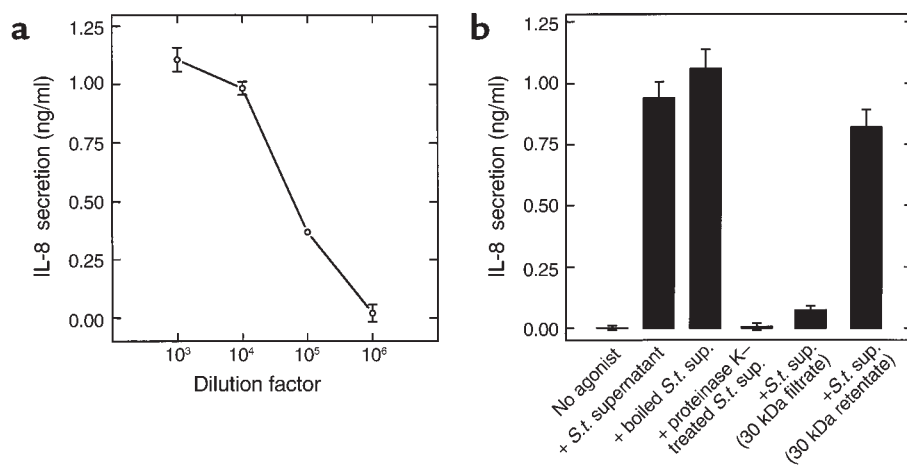 a
1.25
1.00
0.75
0.50
0.25
0.00
IL-8 secretion (ng/ml)
10³
10⁴
10⁵
10⁶
Dilution factor
b
1.25
1.00
0.75
0.50
0.25
0.00
IL-8 secretion (ng/ml)
No agonist
+ S.t. supernatant
+ boiled S.t. sup.
+ proteinase K–
treated S.t. sup.
+S.t. sup.
(30 kDa filtrate)
+S.t. sup.
(30 kDa retentate)